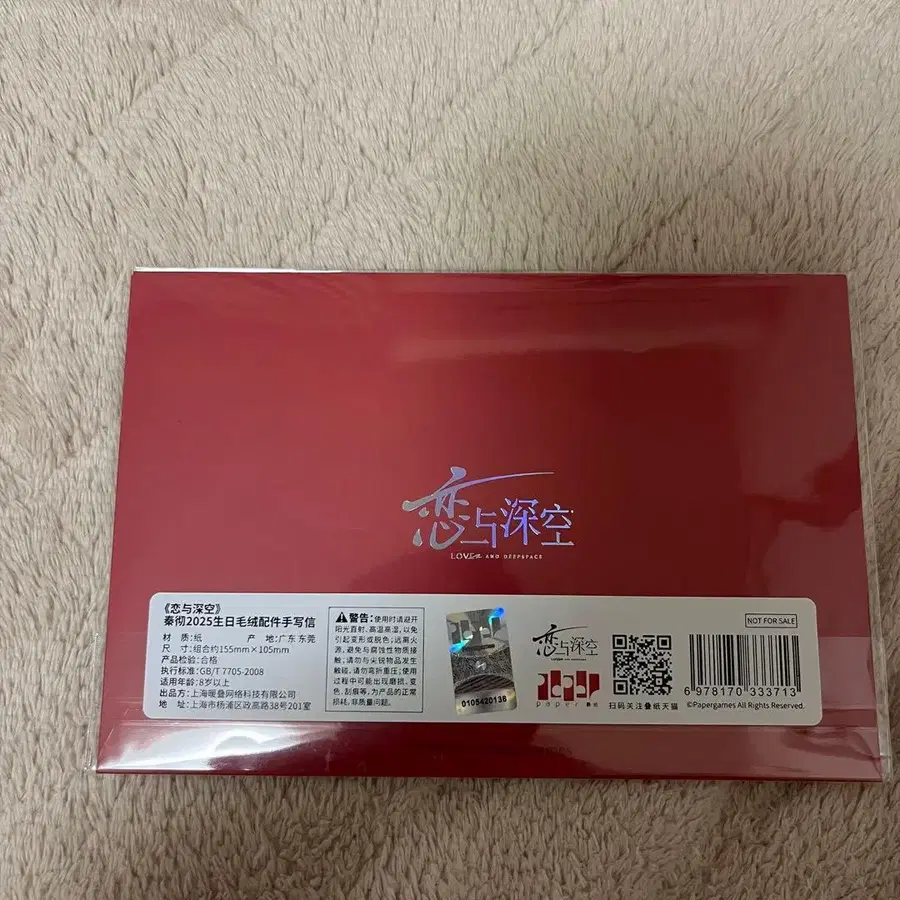 恋与深空
LOVE AND DEEPSPACE
《恋与深空》
秦彻2025生日毛绒配件手写信
材 质:纸 产 地:广东东莞
尺 寸:组合约155mm×105mm
产品检验:合格
执行标准:GB/T 7705-2008
适用年龄:8岁以上
出品方:上海暖叠网络科技有限公司
地 址:上海市杨浦区政高路38号201室
警告:使用时请避开
阳光直射、高温高湿,以免
引起变形或脱色;远离火
源,避免与腐蚀性物质接
触;请勿与尖锐物品发生
触碰,请勿弯折重压;使用
过程中可能出现磨损、变
色、刮痕等,为产品的正常
损耗,非质量问题。
0105420138
恋与深空
paper
扫码关注叠纸天猫
NOT FOR SALE
6 978170 333713
©Papergames All Rights Reserved.